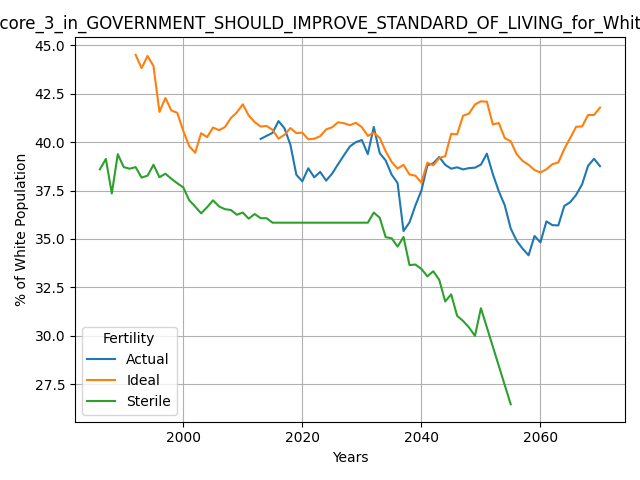 core_3_in_GOVERNMENT_SHOULD_IMPROVE_STANDARD_OF_LIVING_for_Whit
45.0
42.5
40.0
37.5
35.0
32.5
30.0
27.5
% of White Population
Fertility
Actual
Ideal
Sterile
2000 2020 2040 2060
Years